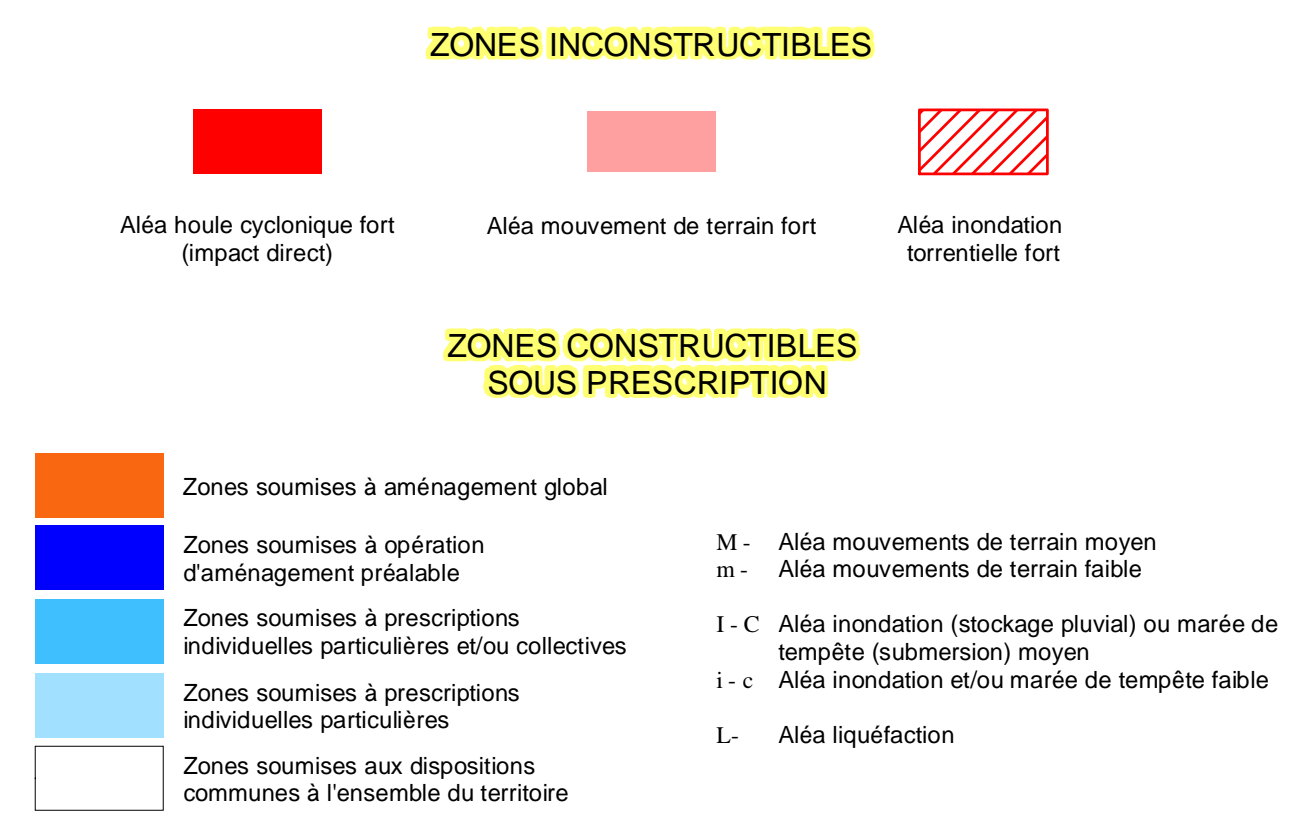 ZONES INCONSTRUCTIBLES
Aléa houle cyclonique fort
(impact direct)
Aléa mouvement de terrain fort
Aléa inondation
torrentielle fort
ZONES CONSTRUCTIBLES
SOUS PRESCRIPTION
Zones soumises à aménagement global
Zones soumises à opération
d'aménagement préalable
Zones soumises à prescriptions
individuelles particulières et/ou collectives
Zones soumises à prescriptions
individuelles particulières
Zones soumises aux dispositions
communes à l'ensemble du territoire
M - Aléa mouvements de terrain moyen
m - Aléa mouvements de terrain faible
I - C Aléa inondation (stockage pluvial) ou marée de
tempête (submersion) moyen
i - c Aléa inondation et/ou marée de tempête faible
L- Aléa liquéfaction